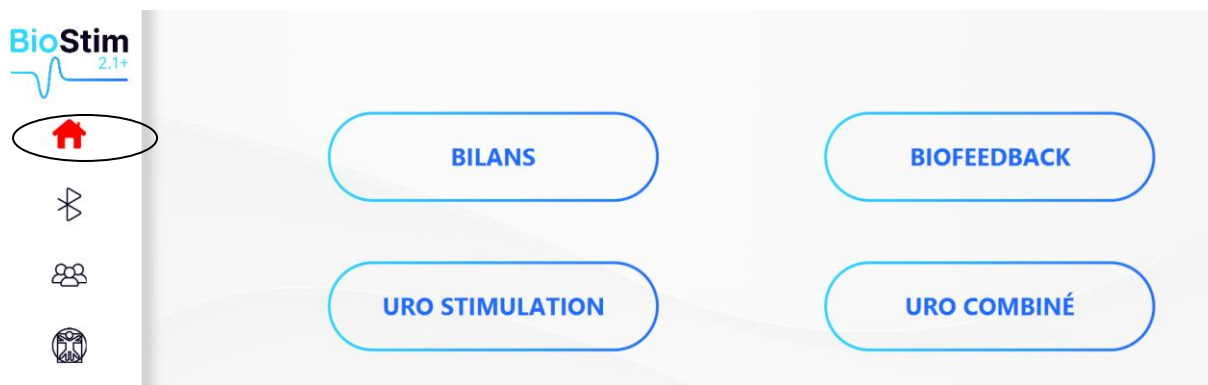 BioStim
2.1+
BILANS
BIOFEEDBACK
URO STIMULATION
URO COMBINÉ